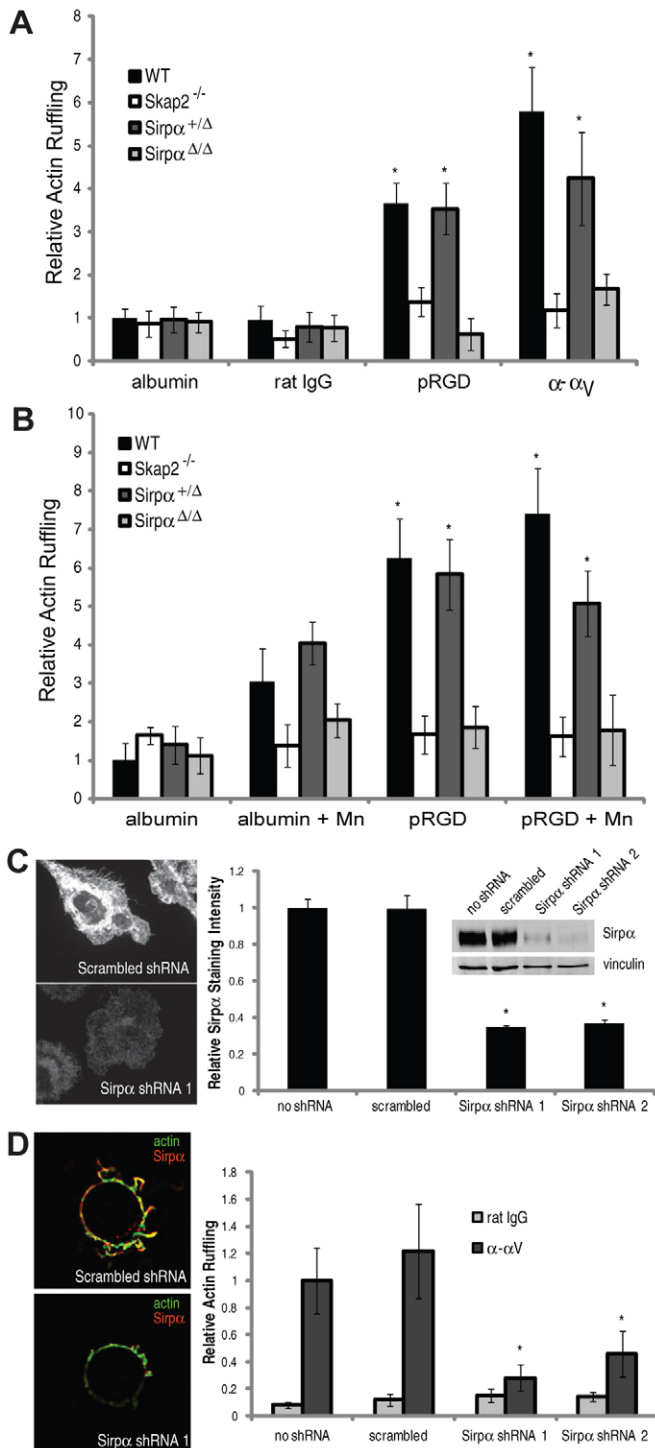 A
Relative Actin Ruffling
8
7
6
5
4
3
2
1
0
WT
Skap2 -/-
Sirpα +/Δ
Sirpα Δ/Δ
* * * *
albumin rat IgG pRGD α-αV
B
Relative Actin Ruffling
10
9
8
7
6
5
4
3
2
1
0
WT
Skap2 -/-
Sirpα +/Δ
Sirpα Δ/Δ
* * * *
albumin albumin + Mn pRGD pRGD + Mn
C
Scrambled shRNA
Sirpα shRNA 1
Relative Sirpα Staining Intensity
1.2
1
0.8
0.6
0.4
0.2
0
no shRNA scrambled Sirpα shRNA 1 Sirpα shRNA 2
Sirpα
vinculin
* *
no shRNA scrambled Sirpα shRNA 1 Sirpα shRNA 2
D
actin
Sirpα
Scrambled shRNA
actin
Sirpα
Sirpα shRNA 1
Relative Actin Ruffling
1.8
1.6
1.4
1.2
1
0.8
0.6
0.4
0.2
0
rat IgG
α-αV
* *
no shRNA scrambled Sirpα shRNA 1 Sirpα shRNA 2